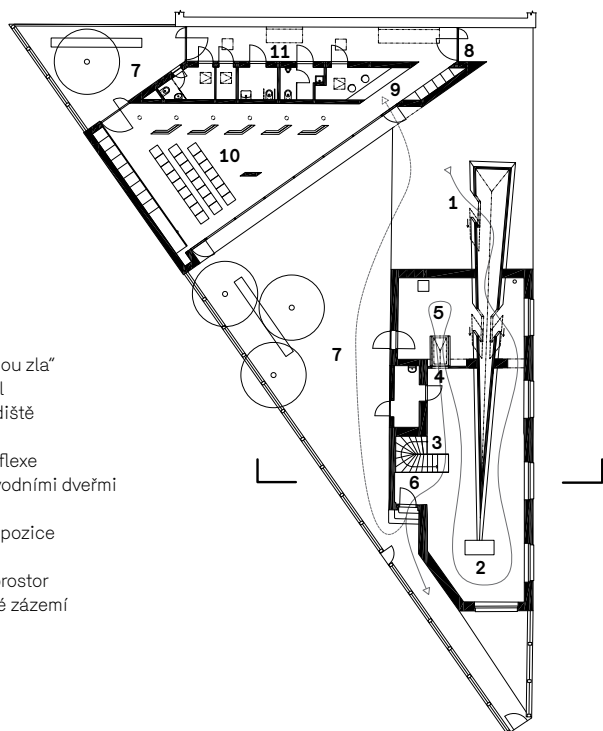 7
11
8
9
10
1
7
5
4
3
6
2
ou zla“
l
diště
flexe
vodními dveřmi
pozice
prostor
é zázemí